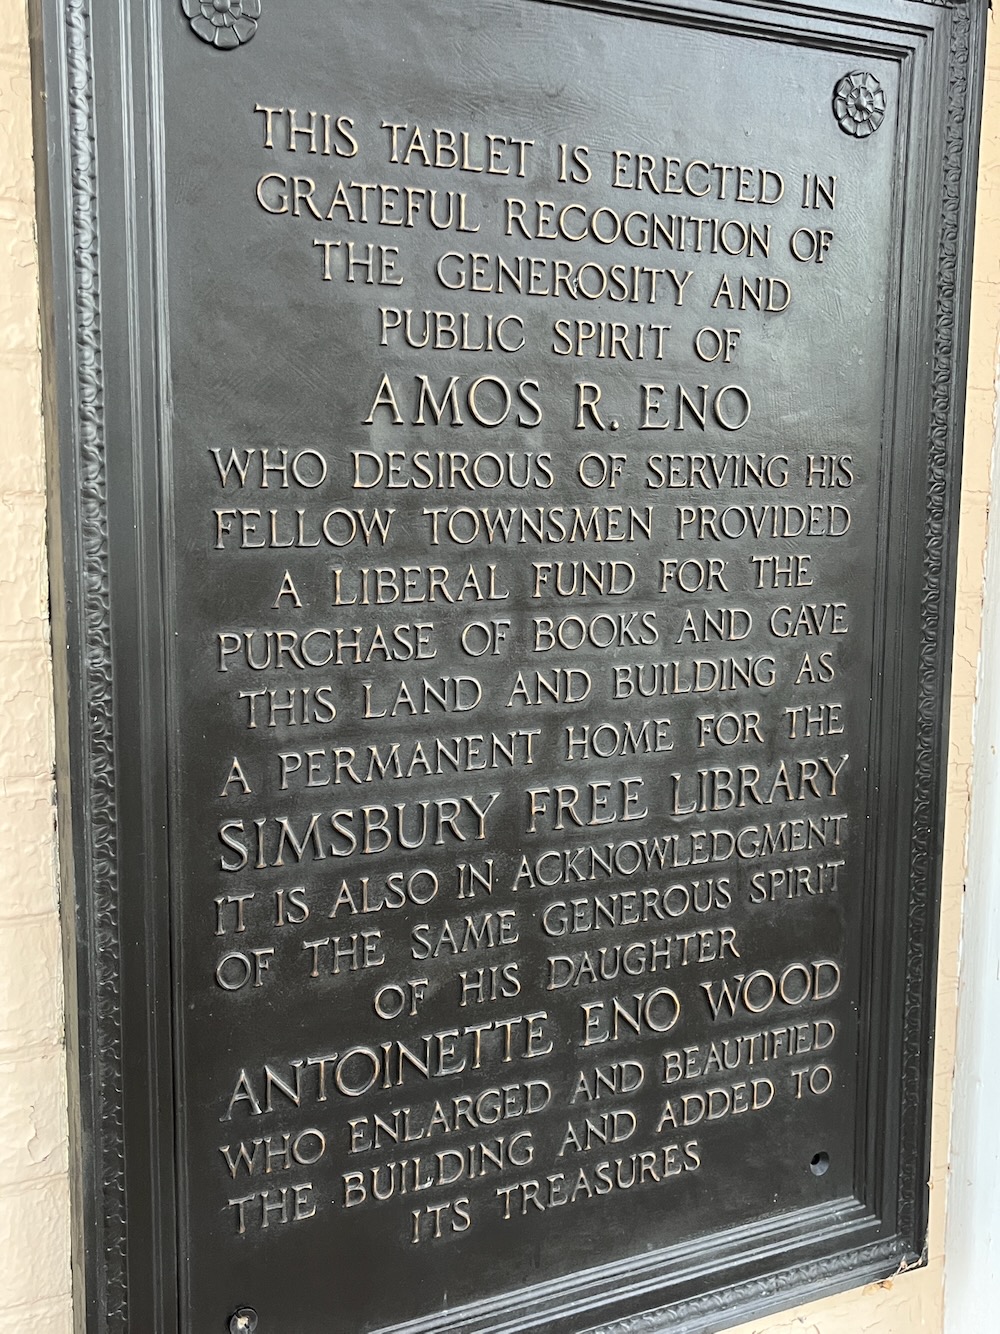 THIS TABLET IS ERECTED IN
GRATEFUL RECOGNITION OF
THE GENEROSITY AND
PUBLIC SPIRIT OF
AMOS R. ENO
WHO DESIROUS OF SERVING HIS
FELLOW TOWNSMEN PROVIDED
A LIBERAL FUND FOR THE
PURCHASE OF BOOKS AND GAVE
THIS LAND AND BUILDING AS
A PERMANENT HOME FOR THE
SIMSBURY FREE LIBRARY
IT IS ALSO IN ACKNOWLEDGMENT
OF THE SAME GENEROUS SPIRIT
OF HIS DAUGHTER
ANTOINETTE ENO WOOD
WHO ENLARGED AND BEAUTIFIED
THE BUILDING AND ADDED TO
ITS TREASURES